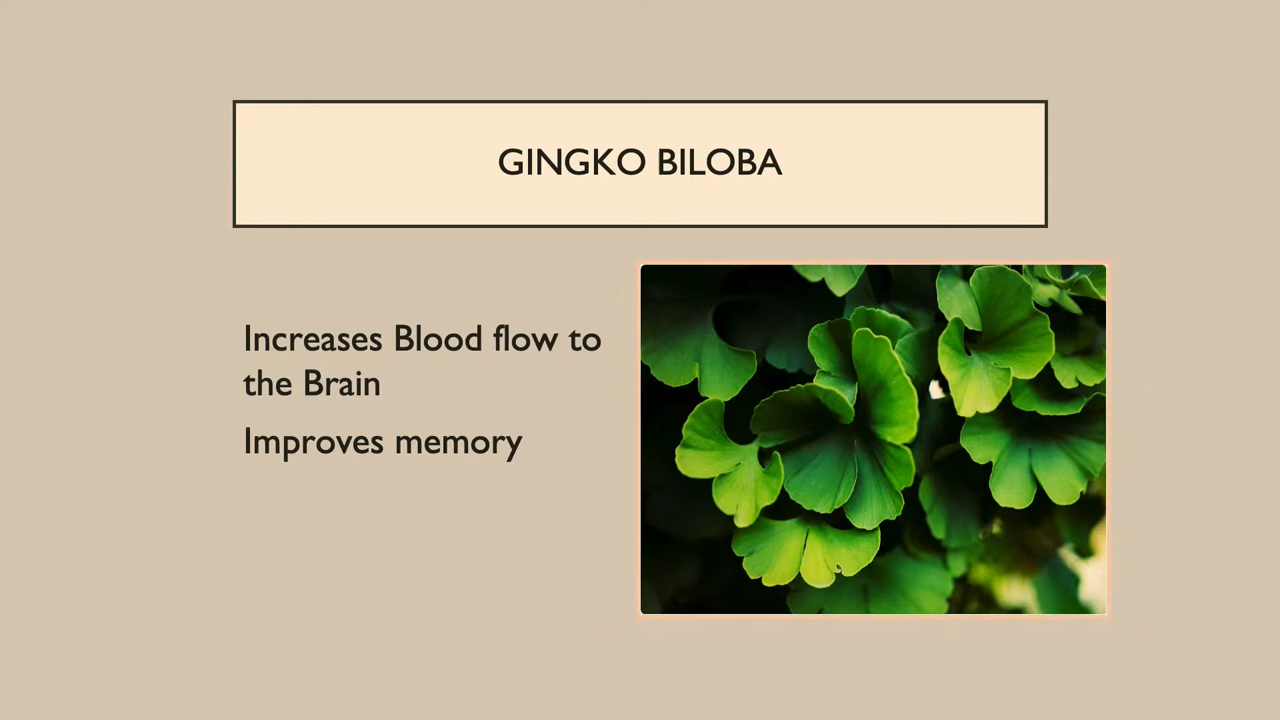 GINGKO BILOBA
Increases Blood flow to
the Brain
Improves memory